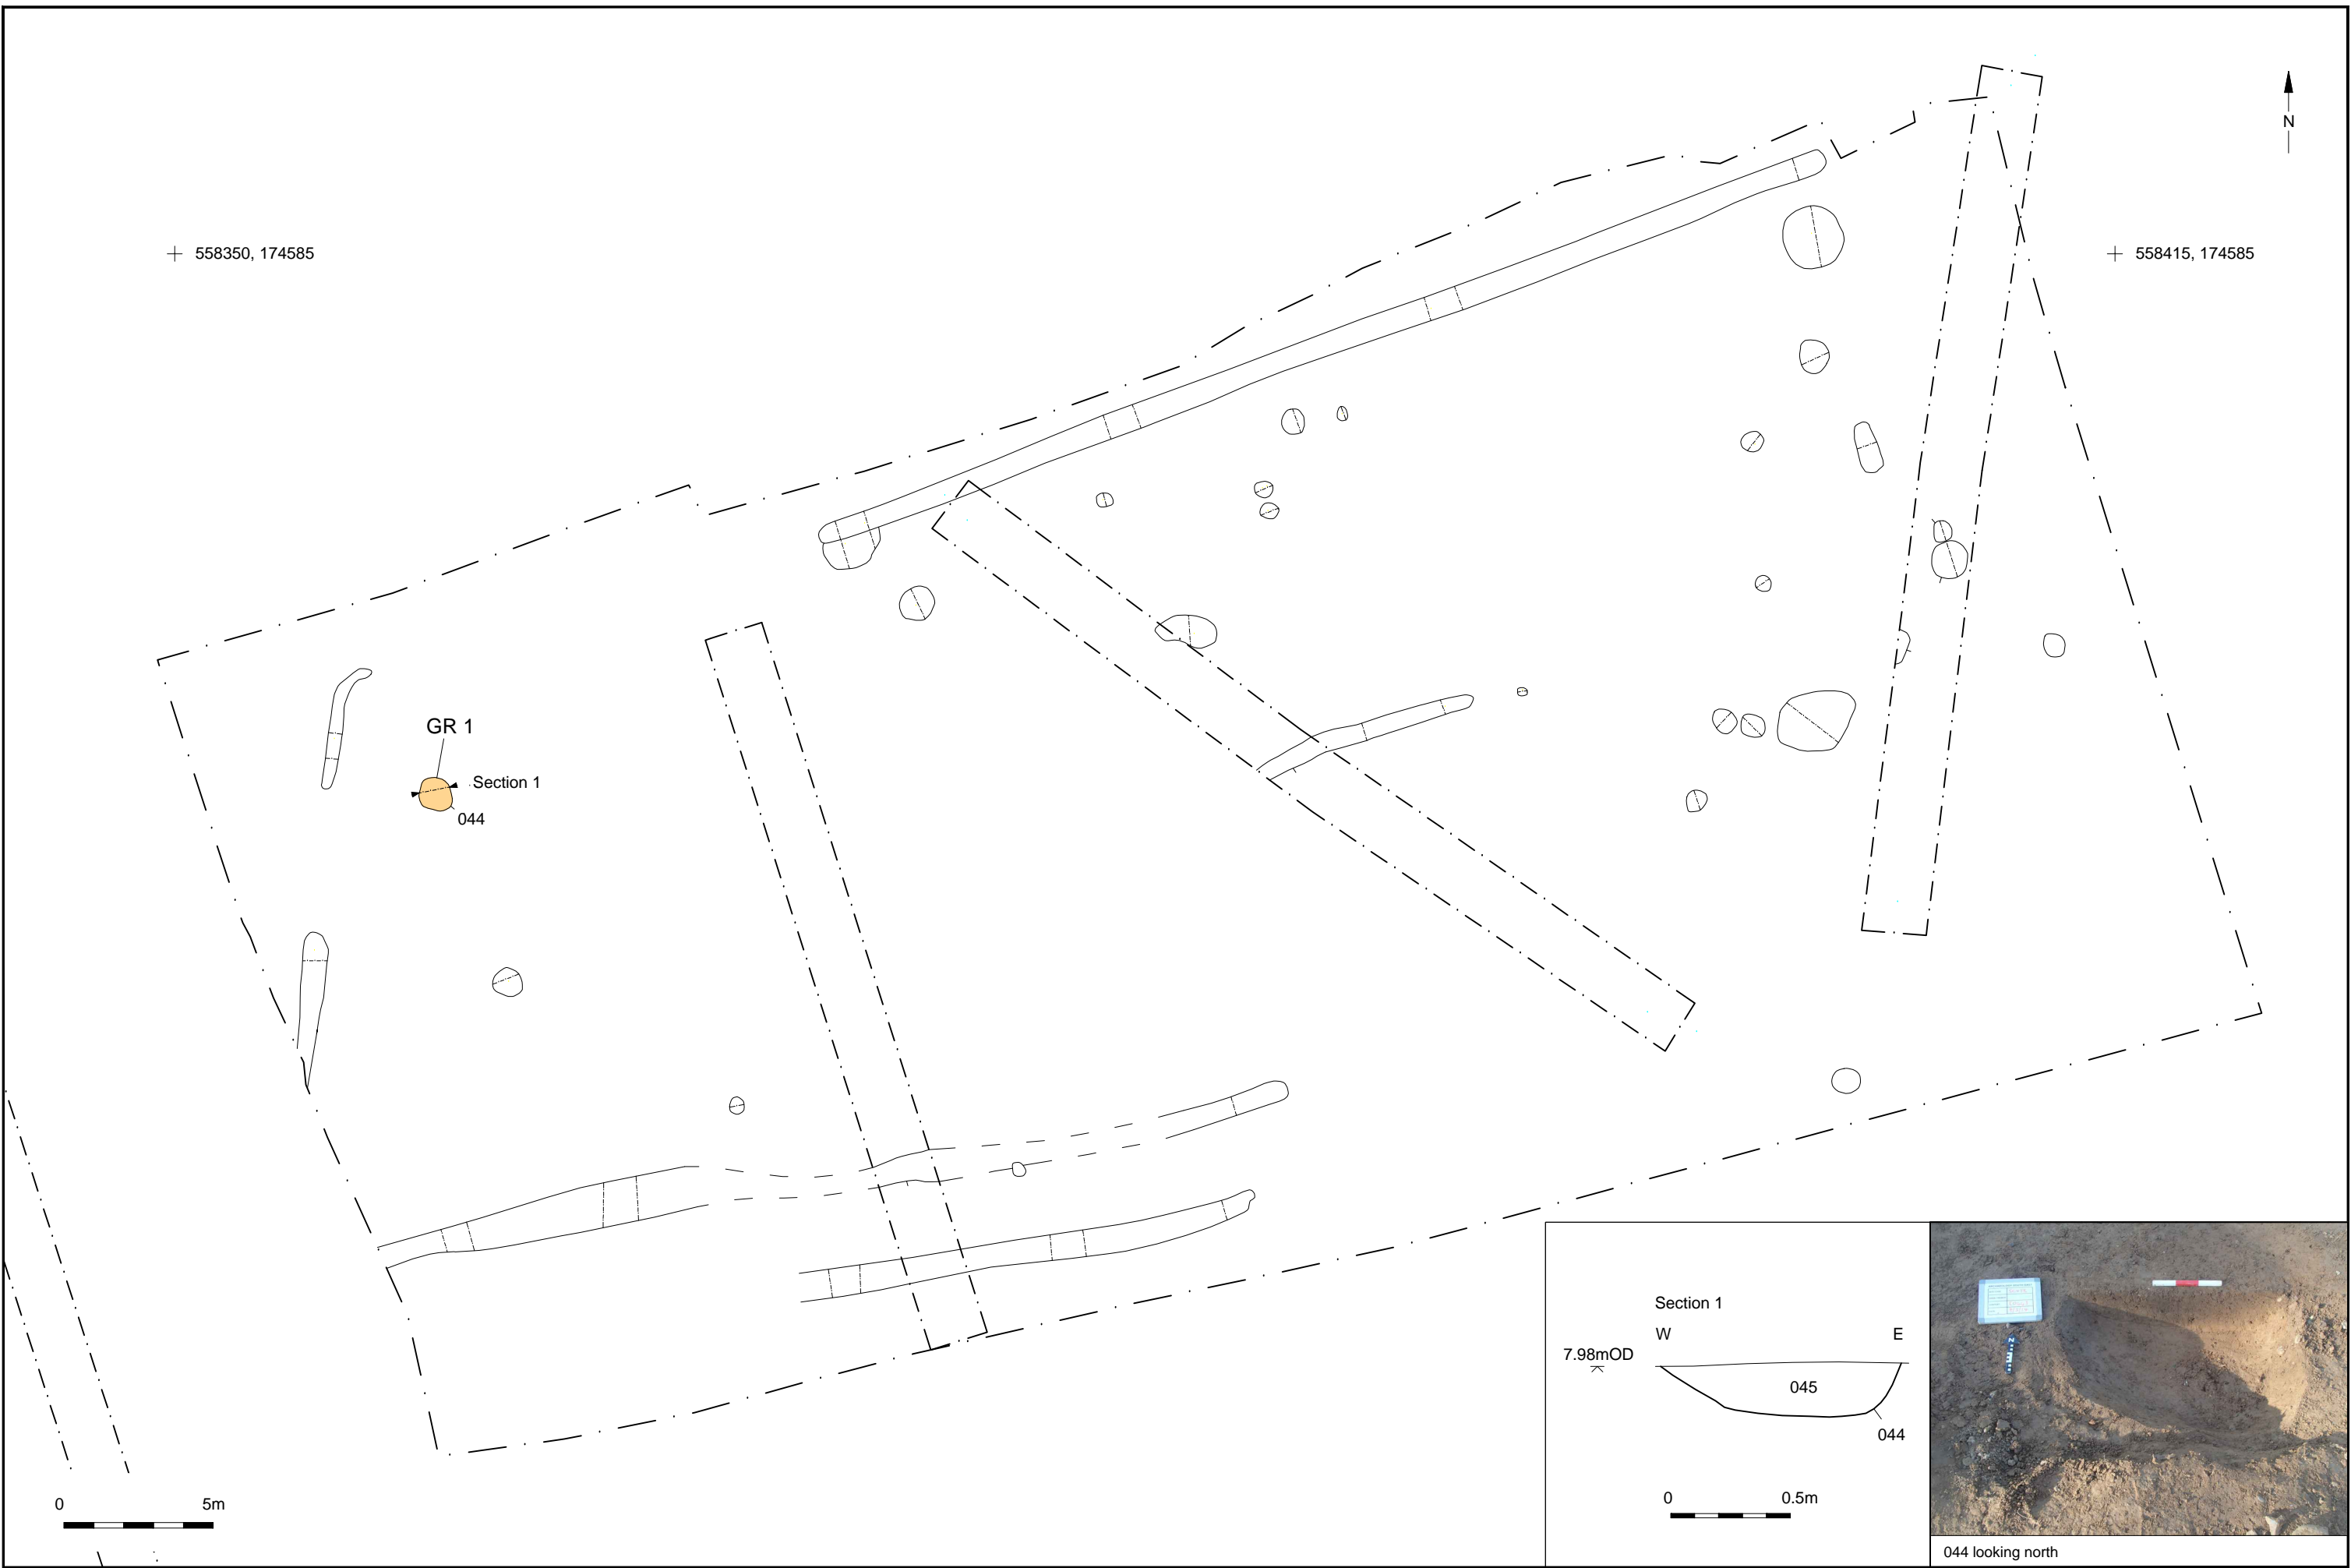 N
558350, 174585
558415, 174585
GR 1
Section 1
044
0 5m
Section 1
W E
7.98mOD
045
044
0 0.5m
N
044 looking north